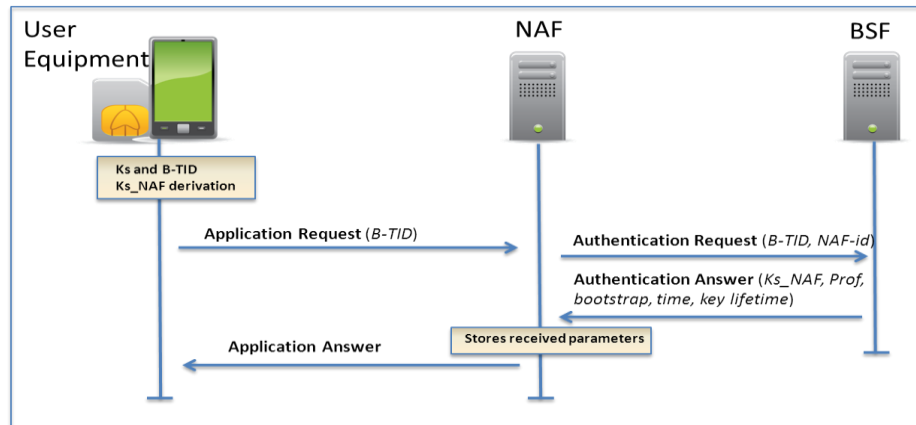 User
Equipment
NAF
BSF
Ks and B-TID
Ks_NAF derivation
Application Request (B-TID)
Authentication Request (B-TID, NAF-id)
Authentication Answer (Ks_NAF, Prof,
bootstrap, time, key lifetime)
Stores received parameters
Application Answer